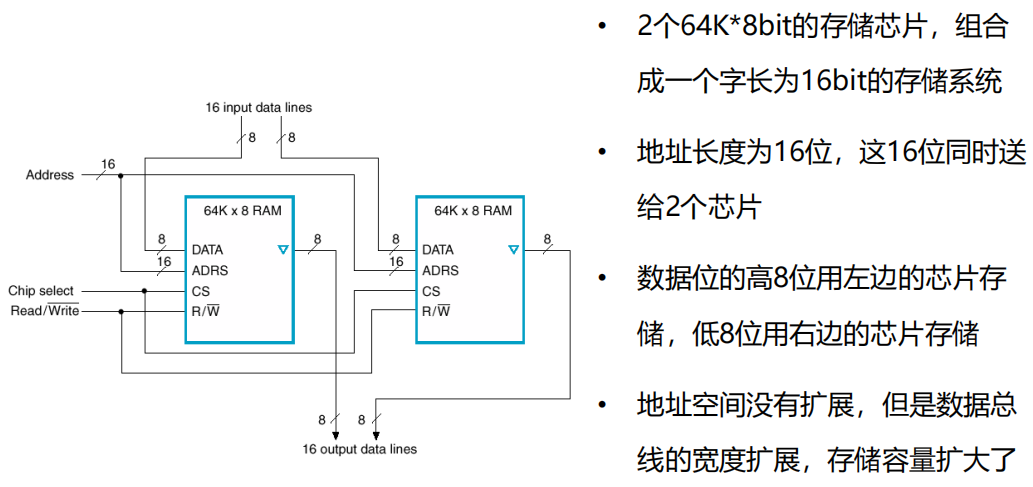 16 input data lines
8
8
Address
16
64K x 8 RAM
64K x 8 RAM
8
DATA
8
8
DATA
8
16
ADRS
16
ADRS
Chip select
CS
CS
Read/Write
R/W
R/W
8
8
16 output data lines
• 2个64K*8bit的存储芯片，组合
成一个字长为16bit的存储系统
• 地址长度为16位，这16位同时送
给2个芯片
• 数据位的高8位用左边的芯片存
储，低8位用右边的芯片存储
• 地址空间没有扩展，但是数据总
线的宽度扩展，存储容量扩大了